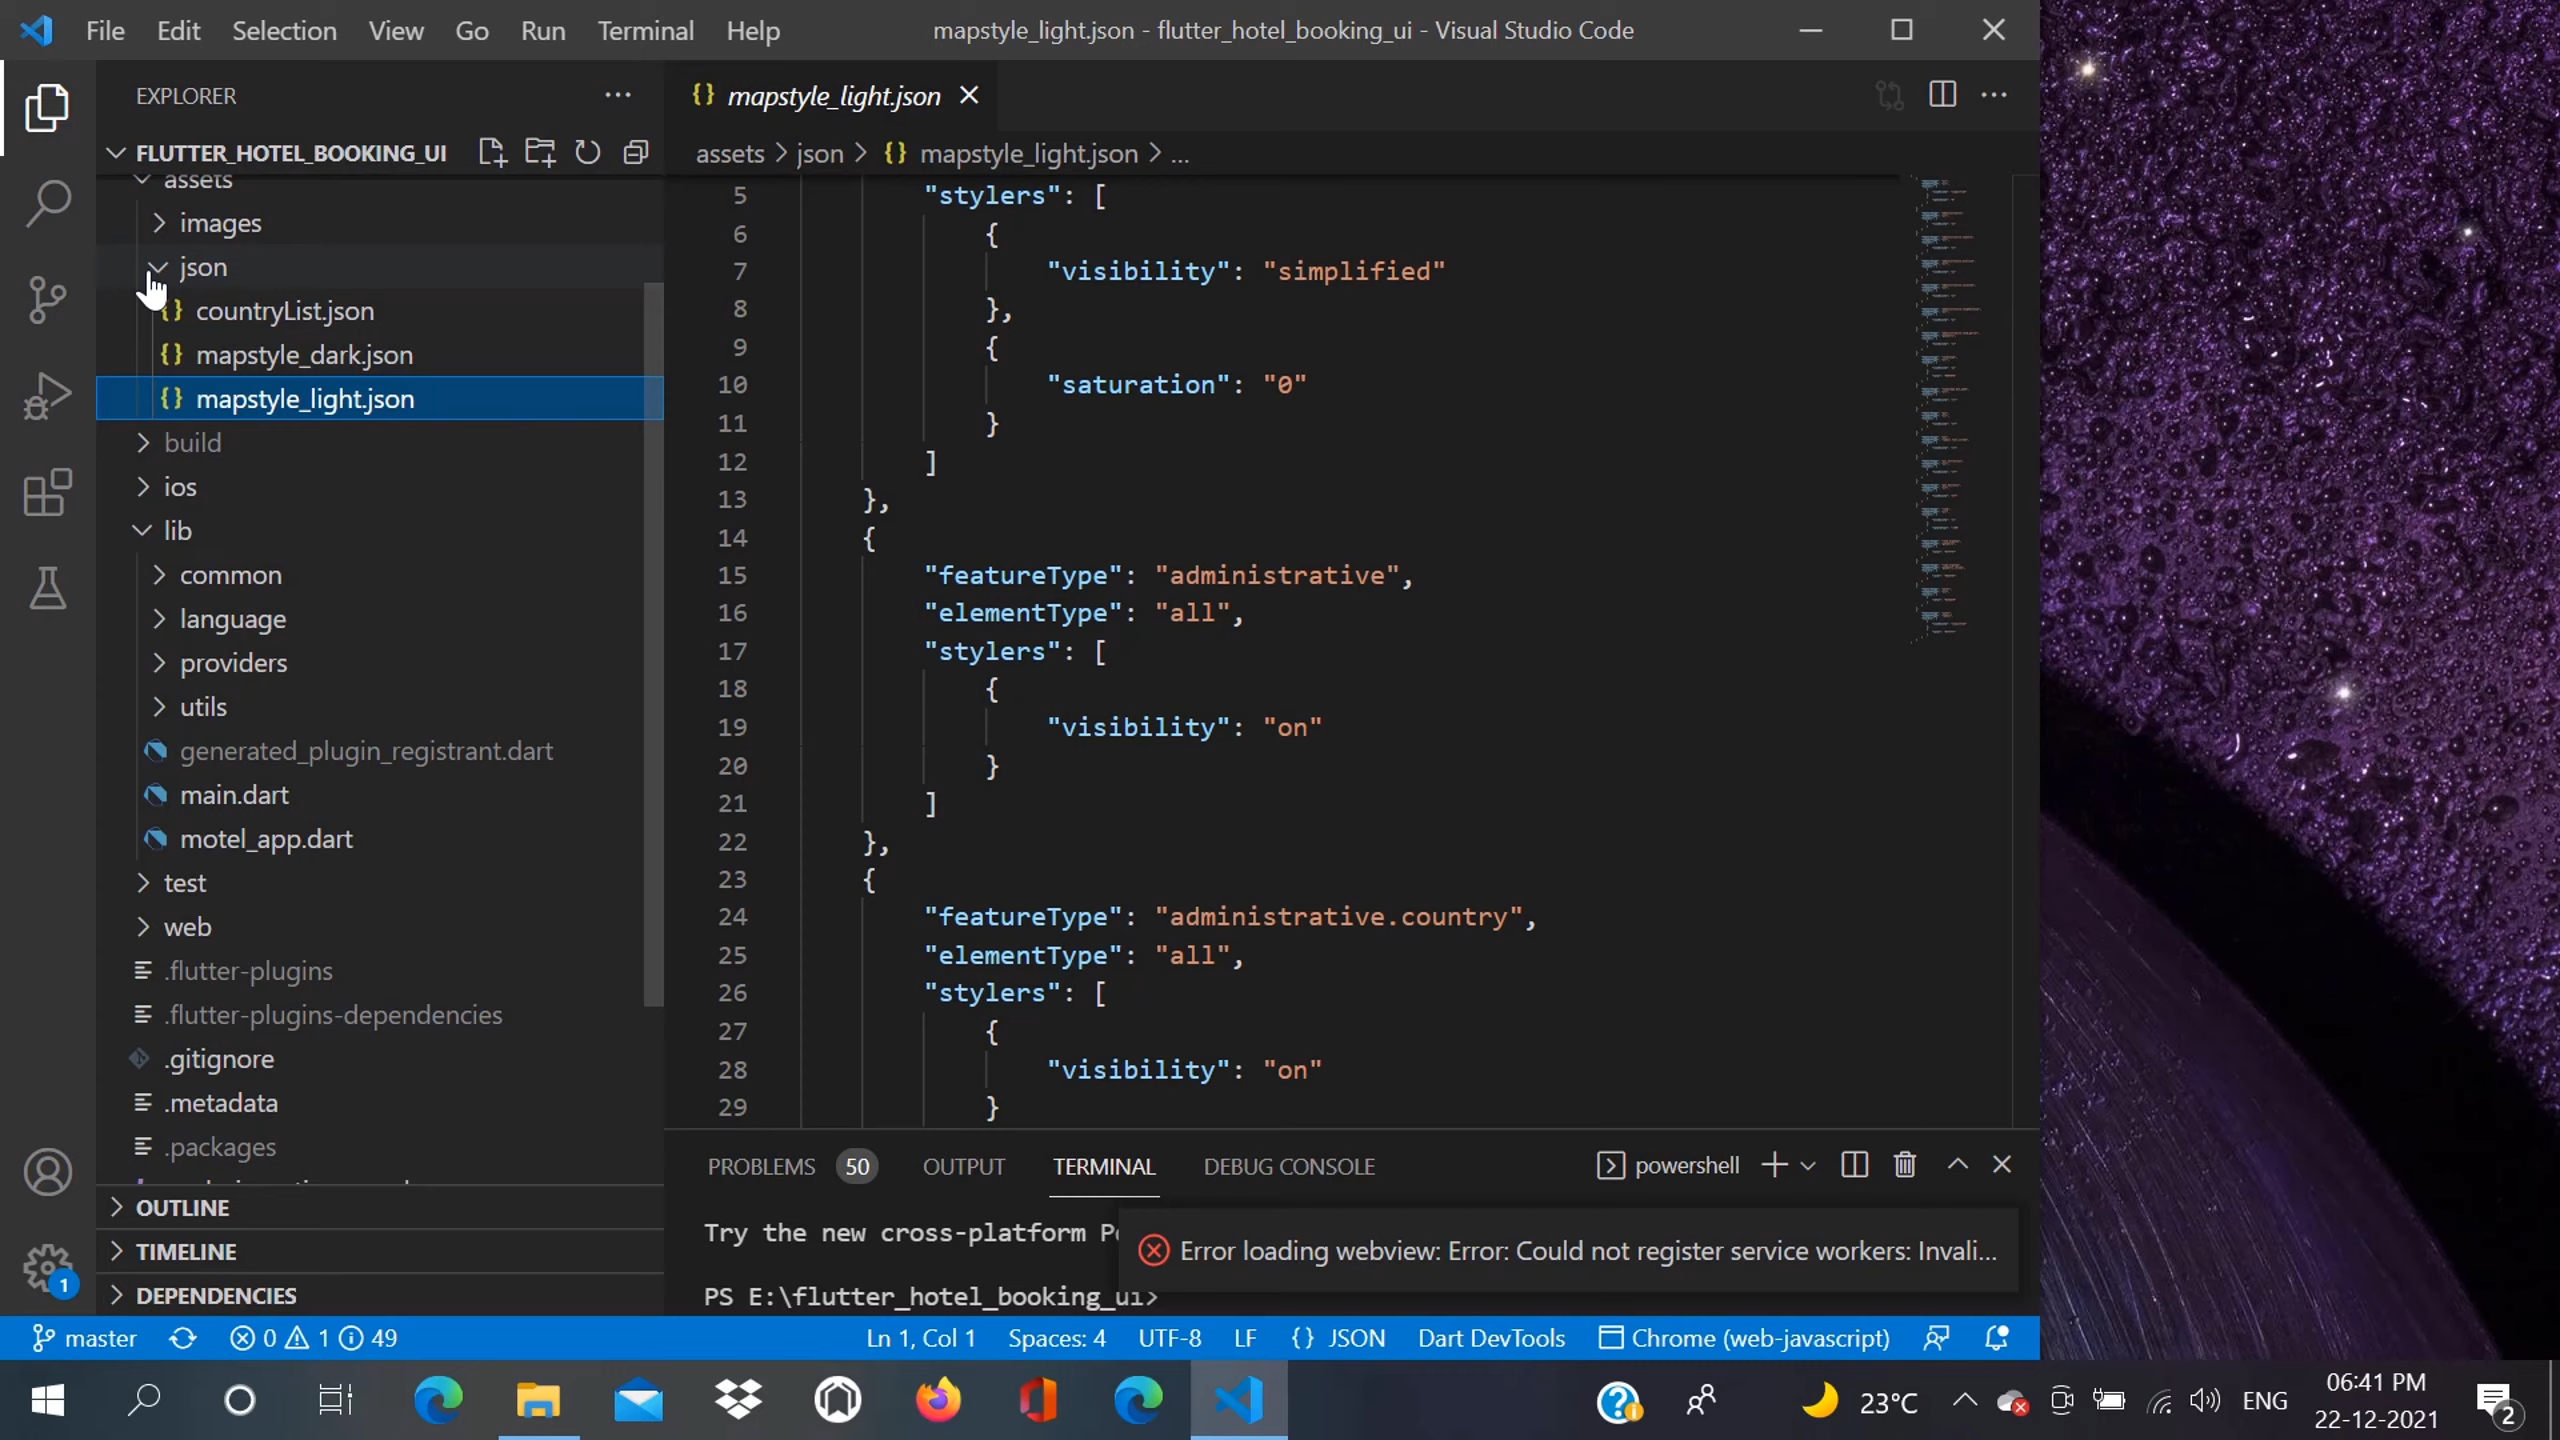 File Edit Selection View Go Run Terminal Help
mapstyle_light.json - flutter_hotel_booking_ui - Visual Studio Code
EXPLORER
FLUTTER_HOTEL_BOOKING_UI
assets
images
json
countryList.json
mapstyle_dark.json
mapstyle_light.json
build
ios
lib
common
language
providers
utils
generated_plugin_registrant.dart
main.dart
motel_app.dart
test
web
.flutter-plugins
.flutter-plugins-dependencies
.gitignore
.metadata
.packages
OUTLINE
TIMELINE
DEPENDENCIES
{} mapstyle_light.json
assets > json > {} mapstyle_light.json > ...
5 "stylers": [
6 {
7 "visibility": "simplified"
8 },
9 {
10 "saturation": "0"
11 }
12 ]
13 },
14 {
15 "featureType": "administrative",
16 "elementType": "all",
17 "stylers": [
18 {
19 "visibility": "on"
20 }
21 ]
22 },
23 {
24 "featureType": "administrative.country",
25 "elementType": "all",
26 "stylers": [
27 {
28 "visibility": "on"
29 }
PROBLEMS 50 OUTPUT TERMINAL DEBUG CONSOLE
powershell
Try the new cross-platform
Error loading webview: Error: Could not register service workers: Invali...
PS E:\flutter_hotel_booking_ui>
1
master 0 1 49
Ln 1, Col 1 Spaces: 4 UTF-8 LF {} JSON Dart DevTools Chrome (web-javascript)
23°C ENG
06:41 PM
22-12-2021
2